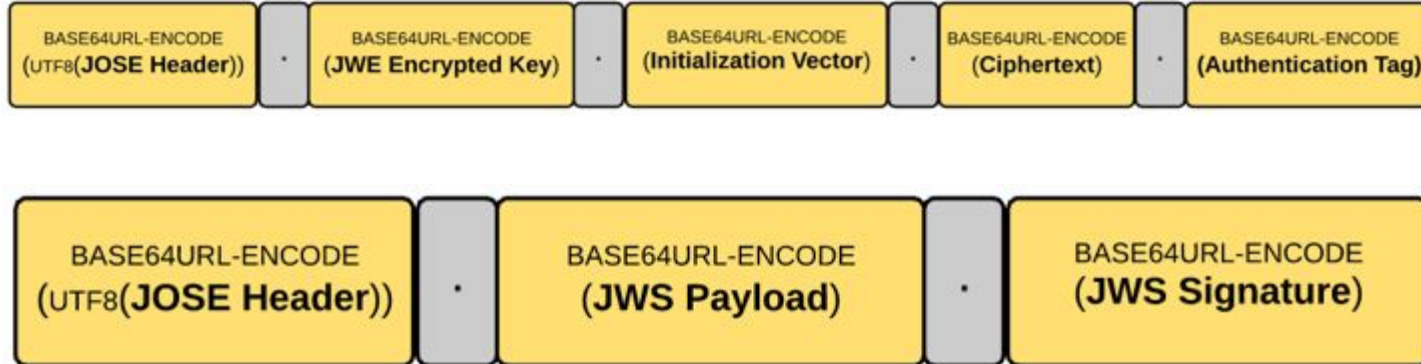 BASE64URL-ENCODE
(UTF8(JOSE Header))
.
BASE64URL-ENCODE
(JWE Encrypted Key)
.
BASE64URL-ENCODE
(Initialization Vector)
.
BASE64URL-ENCODE
(Ciphertext)
.
BASE64URL-ENCODE
(Authentication Tag)
BASE64URL-ENCODE
(UTF8(JOSE Header))
.
BASE64URL-ENCODE
(JWS Payload)
.
BASE64URL-ENCODE
(JWS Signature)